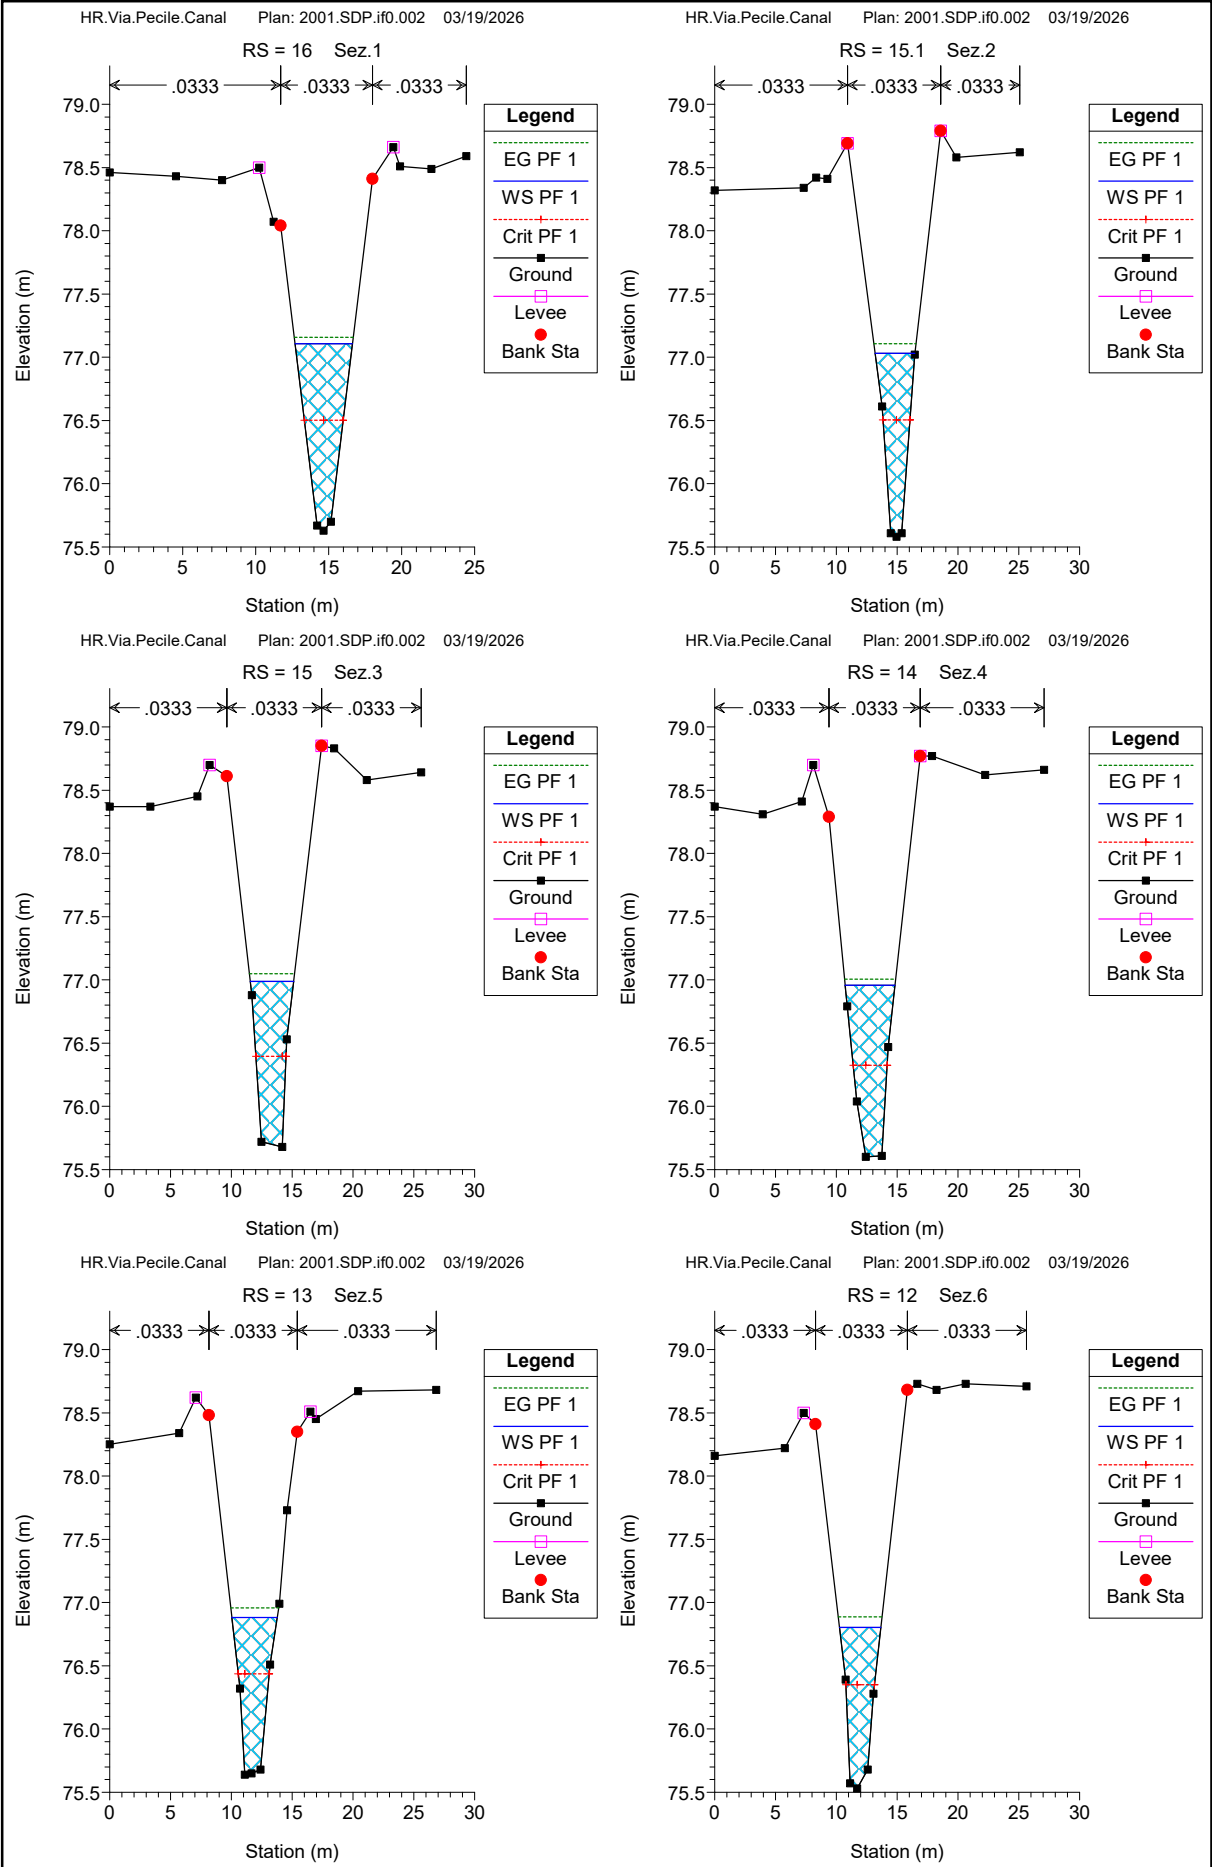 HR.Via.Pecile.Canal Plan: 2001.SDP.if0.002 03/19/2026
RS = 16 Sez.1
.0333 .0333 .0333
79.0
78.5
78.0
77.5
77.0
76.5
76.0
75.5
0 5 10 15 20 25
Station (m)
Elevation (m)
Legend
EG PF 1
WS PF 1
Crit PF 1
Ground
Levee
Bank Sta
HR.Via.Pecile.Canal Plan: 2001.SDP.if0.002 03/19/2026
RS = 15.1 Sez.2
.0333 .0333 .0333
79.0
78.5
78.0
77.5
77.0
76.5
76.0
75.5
0 5 10 15 20 25 30
Station (m)
Elevation (m)
Legend
EG PF 1
WS PF 1
Crit PF 1
Ground
Levee
Bank Sta
HR.Via.Pecile.Canal Plan: 2001.SDP.if0.002 03/19/2026
RS = 15 Sez.3
.0333 .0333 .0333
79.0
78.5
78.0
77.5
77.0
76.5
76.0
75.5
0 5 10 15 20 25 30
Station (m)
Elevation (m)
Legend
EG PF 1
WS PF 1
Crit PF 1
Ground
Levee
Bank Sta
HR.Via.Pecile.Canal Plan: 2001.SDP.if0.002 03/19/2026
RS = 14 Sez.4
.0333 .0333 .0333
79.0
78.5
78.0
77.5
77.0
76.5
76.0
75.5
0 5 10 15 20 25 30
Station (m)
Elevation (m)
Legend
EG PF 1
WS PF 1
Crit PF 1
Ground
Levee
Bank Sta
HR.Via.Pecile.Canal Plan: 2001.SDP.if0.002 03/19/2026
RS = 13 Sez.5
.0333 .0333 .0333
79.0
78.5
78.0
77.5
77.0
76.5
76.0
75.5
0 5 10 15 20 25 30
Station (m)
Elevation (m)
Legend
EG PF 1
WS PF 1
Crit PF 1
Ground
Levee
Bank Sta
HR.Via.Pecile.Canal Plan: 2001.SDP.if0.002 03/19/2026
RS = 12 Sez.6
.0333 .0333 .0333
79.0
78.5
78.0
77.5
77.0
76.5
76.0
75.5
0 5 10 15 20 25 30
Station (m)
Elevation (m)
Legend
EG PF 1
WS PF 1
Crit PF 1
Ground
Levee
Bank Sta